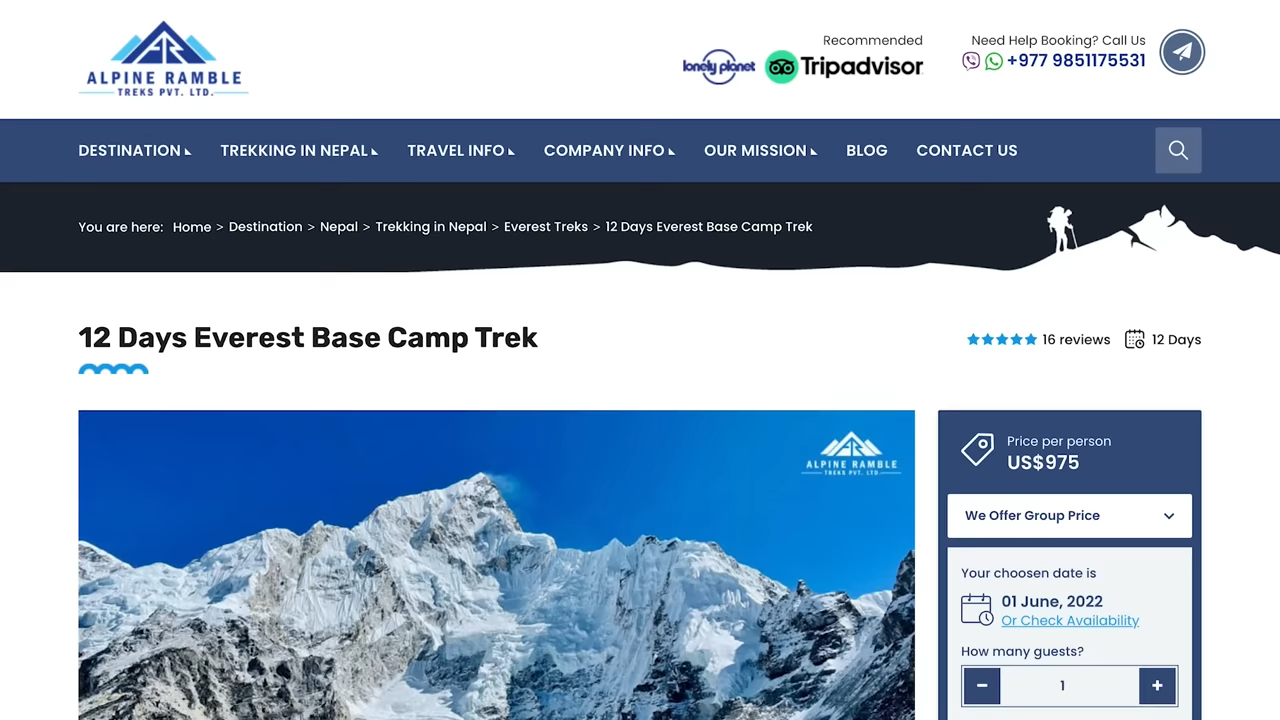 ALPINE RAMBLE
TREKS PVT. LTD.
Recommended
lonely planet
Tripadvisor
Need Help Booking? Call Us
+977 9851175531
DESTINATION
TREKKING IN NEPAL
TRAVEL INFO
COMPANY INFO
OUR MISSION
BLOG
CONTACT US
You are here: Home > Destination > Nepal > Trekking in Nepal > Everest Treks > 12 Days Everest Base Camp Trek
12 Days Everest Base Camp Trek
16 reviews
12 Days
ALPINE RAMBLE
TREKS PVT. LTD.
Price per person
US$975
We Offer Group Price
Your choosen date is
01 June, 2022
Or Check Availability
How many guests?
− 1 +